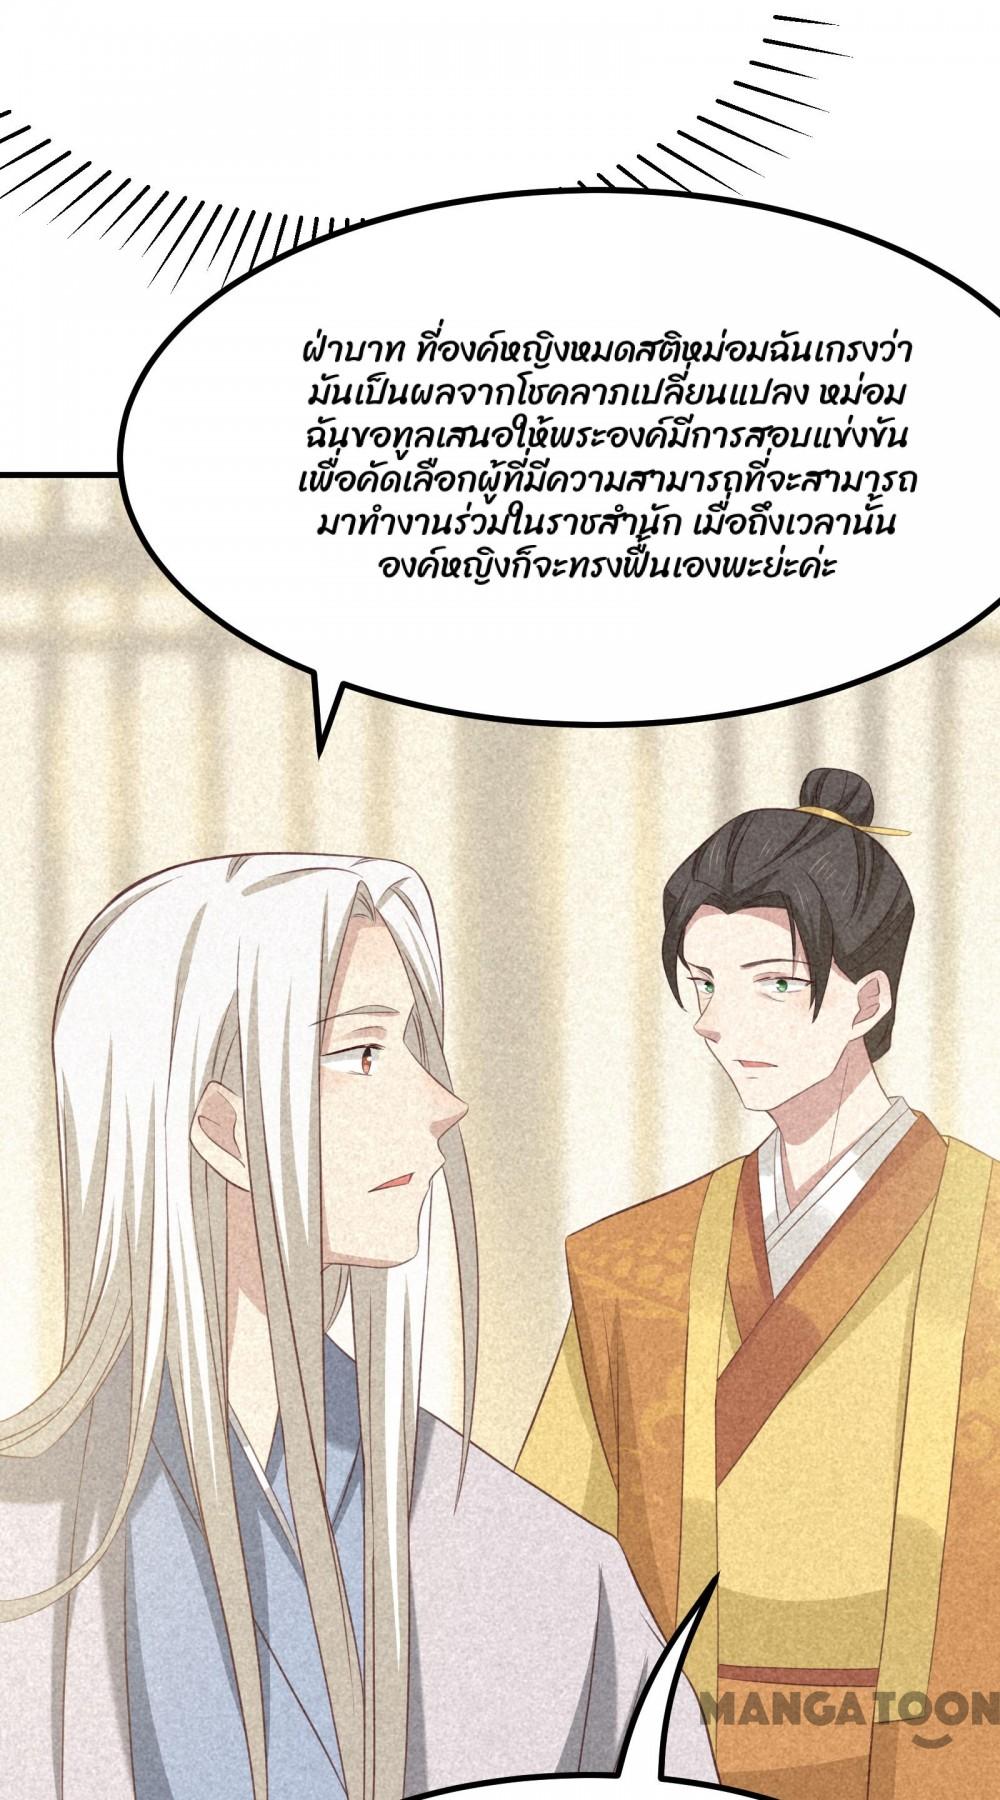 ฝ่าบาท ที่องค์หญิงหมดสติหม่อมฉันเกรงว่า
มันเป็นผลจากโชคลาภเปลี่ยนแปลง หม่อม
ฉันขอทูลเสนอให้พระองค์มีการสอบแข่งขัน
เพื่อคัดเลือกผู้ที่มีความสามารถที่จะสามารถ
มาทำงานร่วมในราชสำนัก เมื่อถึงเวลานั้น
องค์หญิงก็จะทรงฟื้นเองพะย่ะค่ะ
MANGATOON